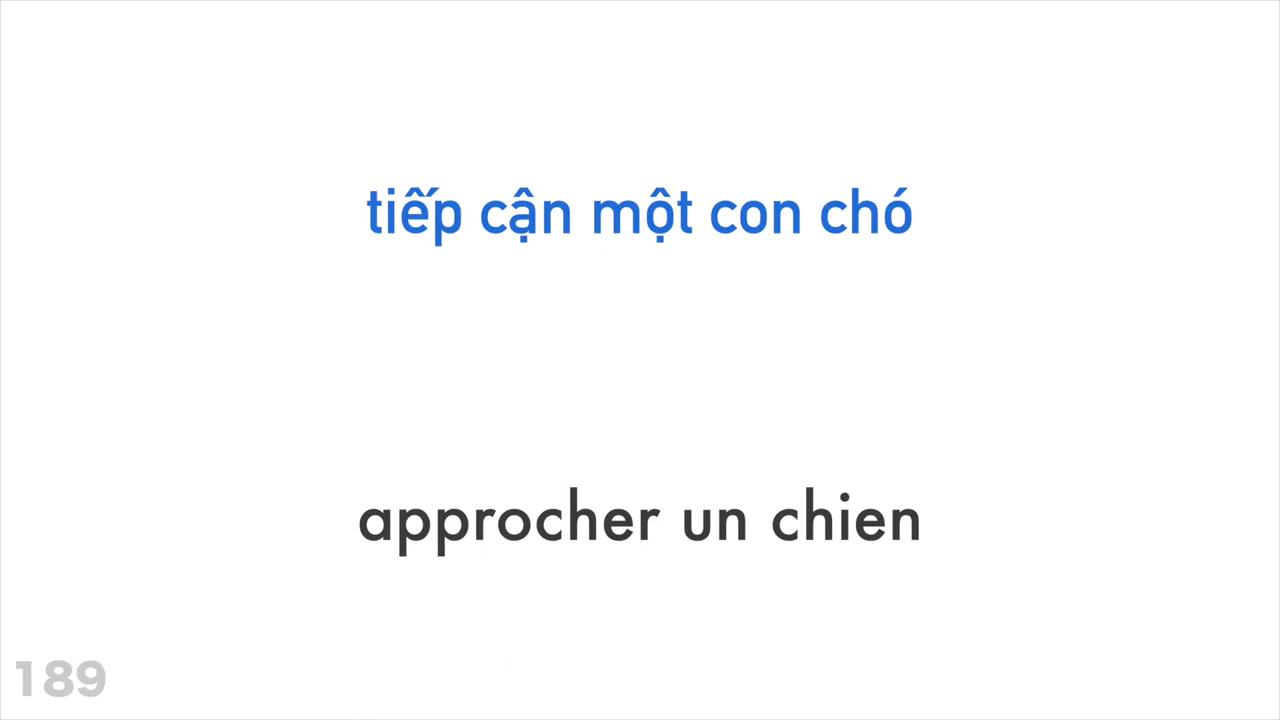 tiếp cận một con chó
approcher un chien
189